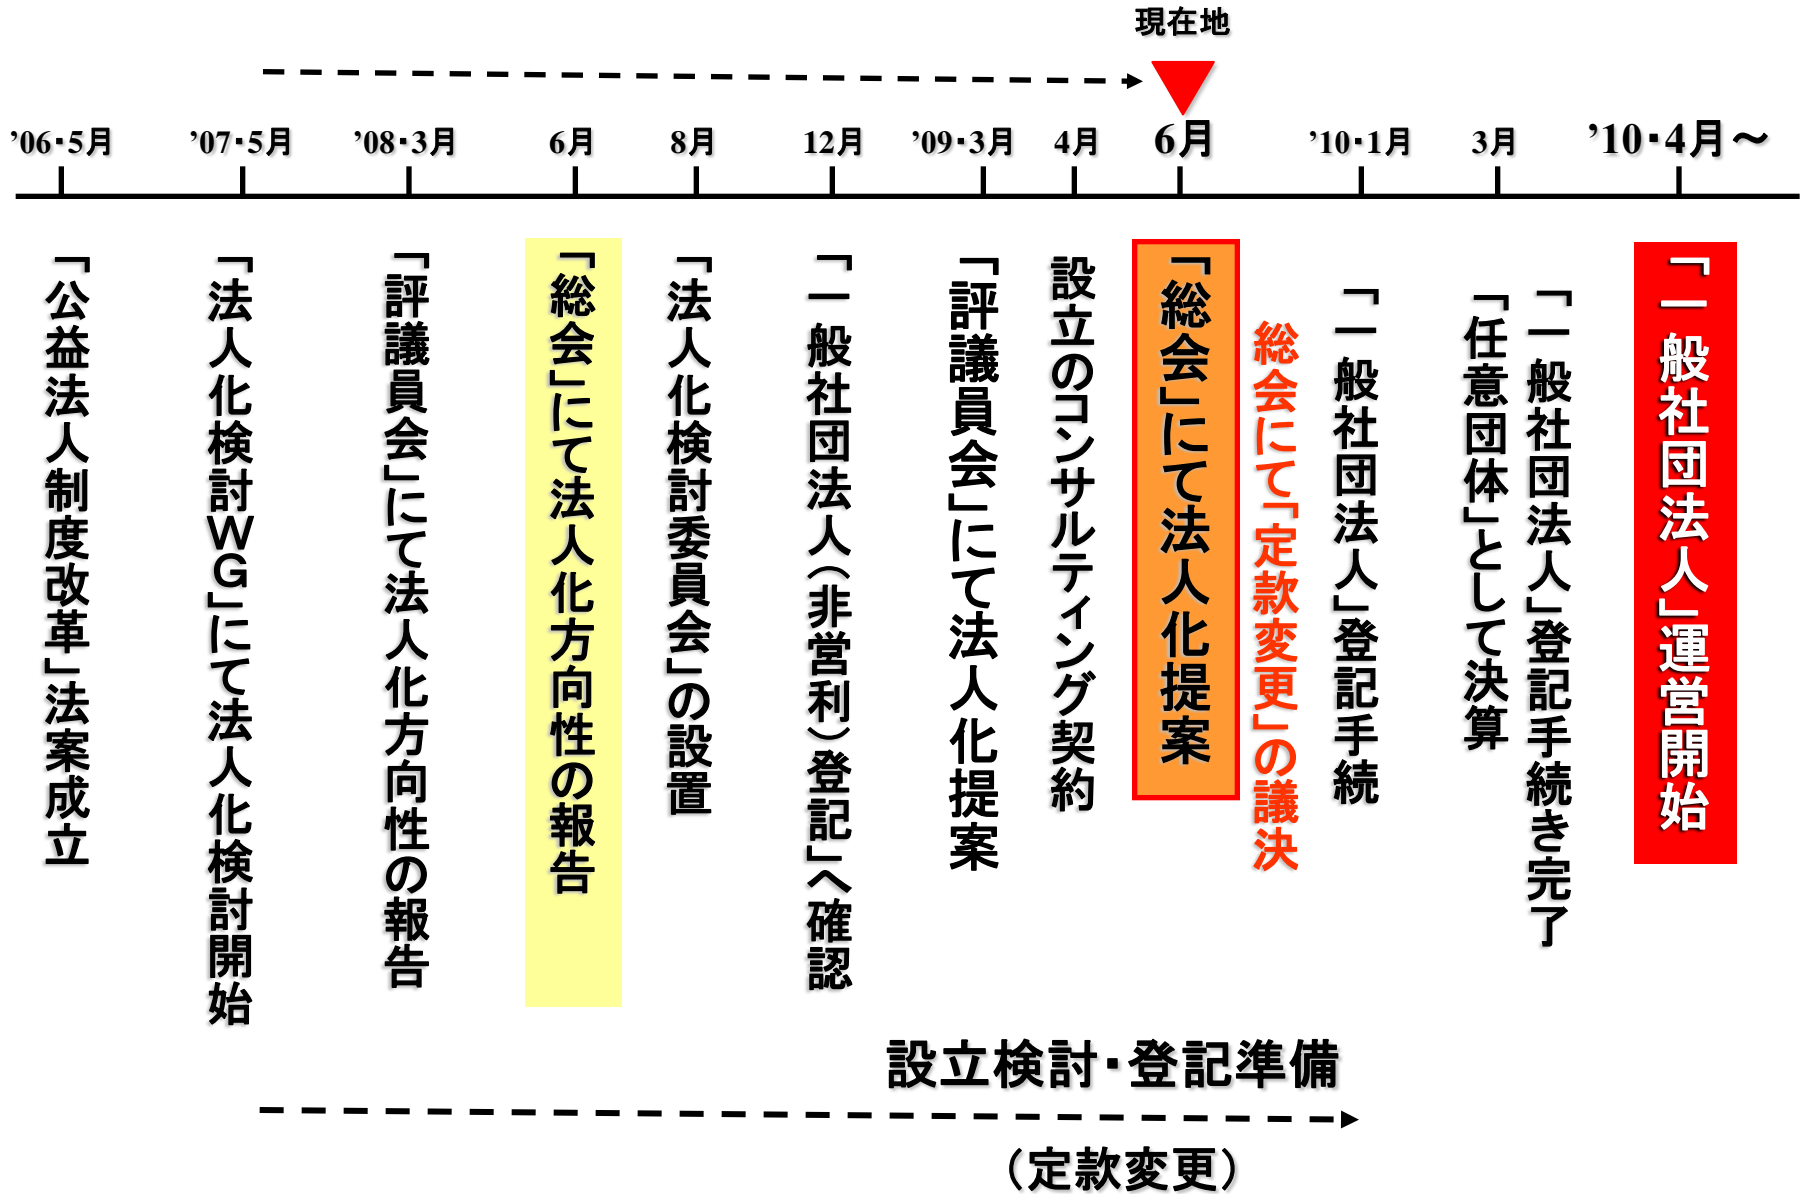 現在地
’06・5月
’07・5月
’08・3月
6月
8月
12月
’09・3月
4月
6月
’10・1月
3月
’10・4月～
「公益法人制度改革」法案成立
「法人化検討ＷＧ」にて法人化検討開始
「評議員会」にて法人化方向性の報告
「総会」にて法人化方向性の報告
「法人化検討委員会」の設置
「一般社団法人（非営利）登記」へ確認
「評議員会」にて法人化提案
設立のコンサルティング契約
「総会」にて法人化提案
総会にて「定款変更」の議決
「一般社団法人」登記手続
「一般社団法人」登記手続き完了
「任意団体」として決算
「一般社団法人」運営開始
設立検討・登記準備
（定款変更）